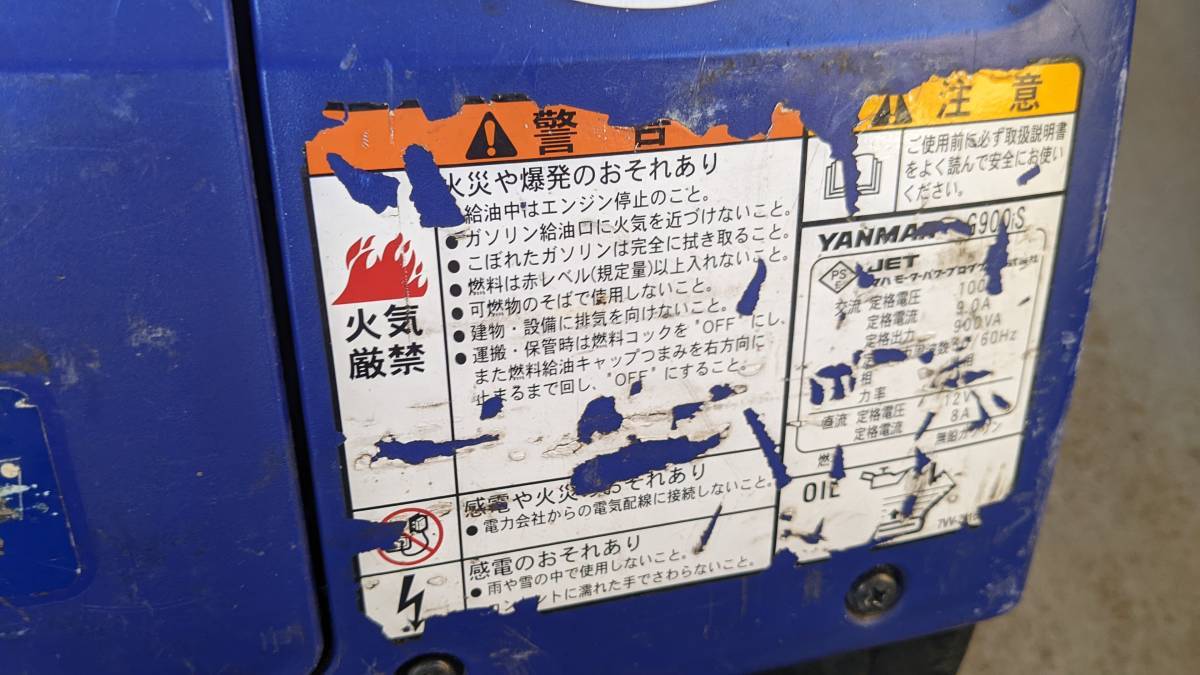 警告
火災や爆発のおそれあり
給油中はエンジン停止のこと。
● ガソリン給油口に火気を近づけないこと。
● こぼれたガソリンは完全に拭き取ること。
● 燃料は赤レベル(規定量)以上入れないこと。
● 可燃物のそばで使用しないこと。
● 建物・設備に排気を向けないこと。
● 運搬・保管時は燃料コックを "OFF" にし、
また燃料給油キャップつまみを右方向に
止まるまで回し、"OFF" にすること。
火気
厳禁
感電や火災のおそれあり
● 電力会社からの電気配線に接続しないこと。
感電のおそれあり
● 雨や雪の中で使用しないこと。
コンセントに濡れた手でさわらないこと。
注意
ご使用前に必ず取扱説明書
をよく読んで安全にお使い
ください。
YANMAR G900iS
PS
E
JET
交流 定格電圧
定格電流 9.0A
定格出力 900VA
/60Hz
相
力率
直流 定格電圧 12V
定格電流 8A
無鉛ガソリン
OIL